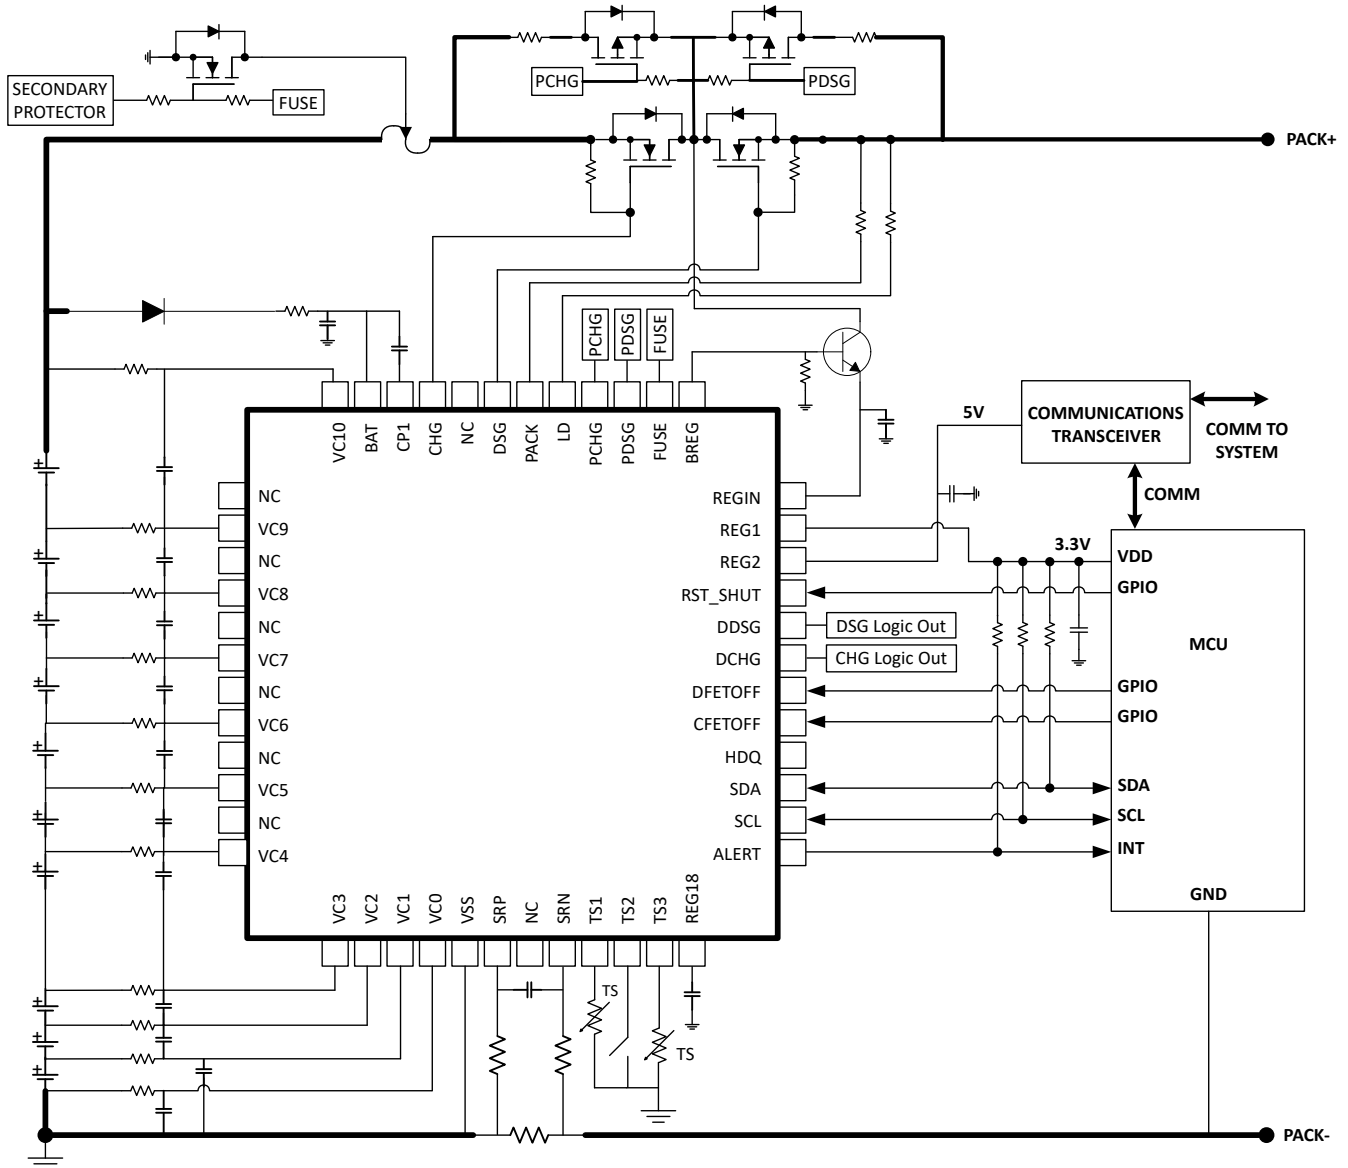 SECONDARY
PROTECTOR
FUSE
PCHG
PDSG
PACK+
PCHG
PDSG
FUSE
VC10
BAT
CP1
CHG
NC
DSG
PACK
LD
PCHG
PDSG
FUSE
BREG
5V
COMMUNICATIONS
TRANSCEIVER
COMM TO
SYSTEM
COMM
NC
VC9
NC
VC8
NC
VC7
NC
VC6
NC
VC5
NC
VC4
REGIN
REG1
REG2
RST_SHUT
DDSG
DCHG
DFETOFF
CFETOFF
HDQ
SDA
SCL
ALERT
DSG Logic Out
CHG Logic Out
3.3V
VDD
GPIO
MCU
GPIO
GPIO
SDA
SCL
INT
GND
VC3
VC2
VC1
VC0
VSS
SRP
NC
SRN
TS1
TS2
TS3
REG18
TS
TS
PACK-